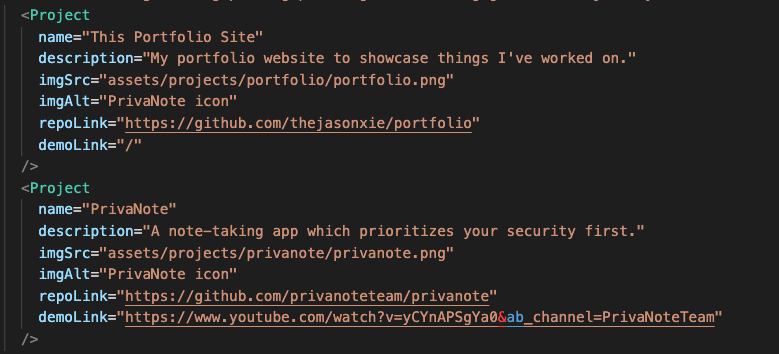 <Project
name="This Portfolio Site"
description="My portfolio website to showcase things I've worked on."
imgSrc="assets/projects/portfolio/portfolio.png"
imgAlt="PrivaNote icon"
repoLink="https://github.com/thejasonxie/portfolio"
demoLink="/"
/>
<Project
name="PrivaNote"
description="A note-taking app which prioritizes your security first."
imgSrc="assets/projects/privanote/privanote.png"
imgAlt="PrivaNote icon"
repoLink="https://github.com/privanoteteam/privanote"
demoLink="https://www.youtube.com/watch?v=yCYnAPSgYa0&ab_channel=PrivaNoteTeam"
/>